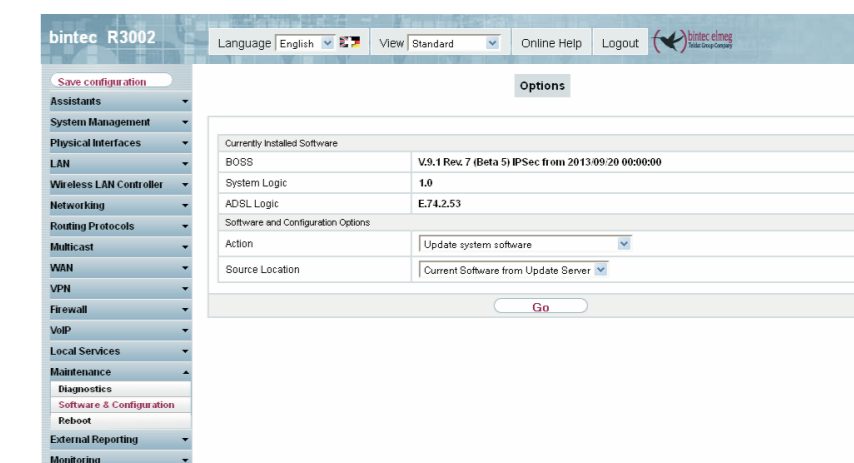 bintec R3002
Language English View Standard Online Help Logout bintec elmeg
Teldat Group Company
Save configuration
Options
Assistants
System Management
Physical Interfaces
LAN
Wireless LAN Controller
Networking
Routing Protocols
Multicast
WAN
VPN
Firewall
VoIP
Local Services
Maintenance
Diagnostics
Software & Configuration
Reboot
External Reporting
Monitoring
Currently Installed Software
BOSS V.9.1 Rev. 7 (Beta 5) IPSec from 2013/09/20 00:00:00
System Logic 1.0
ADSL Logic E.74.2.53
Software and Configuration Options
Action Update system software
Source Location Current Software from Update Server
Go